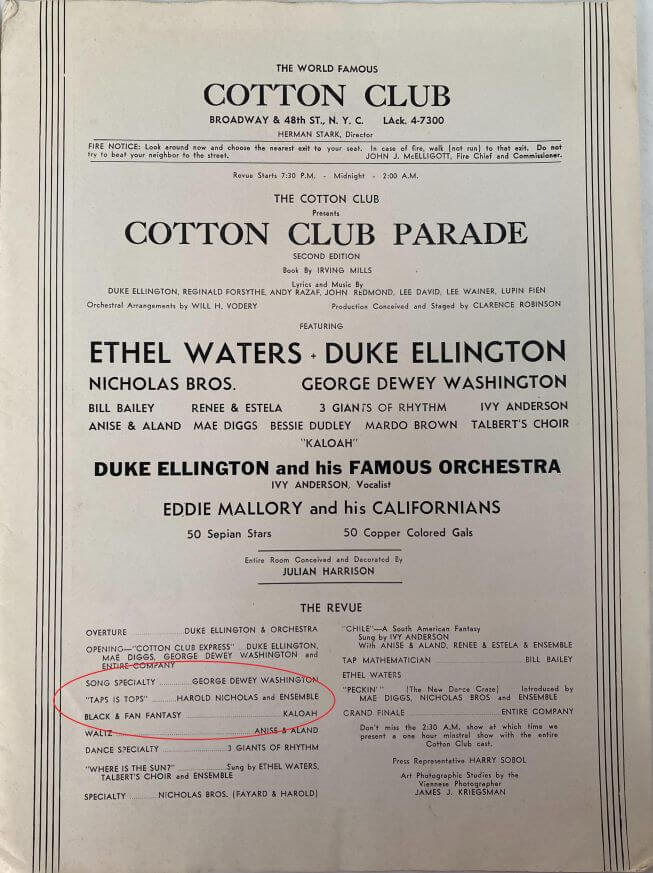 THE WORLD FAMOUS
COTTON CLUB
BROADWAY & 48th ST., N. Y. C. LAck. 4-7300
HERMAN STARK, Director
FIRE NOTICE: Look around now and choose the nearest exit to your seat. In case of fire, walk (not run) to that exit. Do not
try to beat your neighbor to the street. JOHN J. McELLIGOTT, Fire Chief and Commissioner.
Revue Starts 7:30 P.M. - Midnight - 2:00 A.M.
THE COTTON CLUB
Presents
COTTON CLUB PARADE
SECOND EDITION
Book By IRVING MILLS
Lyrics and Music By
DUKE ELLINGTON, REGINALD FORSYTHE, ANDY RAZAF, JOHN REDMOND, LEE DAVID, LEE WAINER, LUPIN FIEN
Orchestral Arrangements by WILL H. VODERY Production Conceived and Staged by CLARENCE ROBINSON
FEATURING
ETHEL WATERS • DUKE ELLINGTON
NICHOLAS BROS. GEORGE DEWEY WASHINGTON
BILL BAILEY RENEE & ESTELA 3 GIANTS OF RHYTHM IVY ANDERSON
ANISE & ALAND MAE DIGGS BESSIE DUDLEY MARDO BROWN TALBERT'S CHOIR
"KALOAH"
DUKE ELLINGTON and his FAMOUS ORCHESTRA
IVY ANDERSON, Vocalist
EDDIE MALLORY and his CALIFORNIANS
50 Sepian Stars 50 Copper Colored Gals
Entire Room Conceived and Decorated By
JULIAN HARRISON
THE REVUE
OVERTURE ............... DUKE ELLINGTON & ORCHESTRA
OPENING—"COTTON CLUB EXPRESS" ... DUKE ELLINGTON,
MAE DIGGS, GEORGE DEWEY WASHINGTON and
ENTIRE COMPANY
SONG SPECIALTY ............... GEORGE DEWEY WASHINGTON
"TAPS IS TOPS" ............ HAROLD NICHOLAS and ENSEMBLE
BLACK & FAN FANTASY ............... KALOAH
WALTZ ............... ANISE & ALAND
DANCE SPECIALTY ............... 3 GIANTS OF RHYTHM
"WHERE IS THE SUN?" ............... Sung by ETHEL WATERS,
TALBERT'S CHOIR and ENSEMBLE
SPECIALTY ............ NICHOLAS BROS. (FAYARD & HAROLD)
"CHILE"—A South American Fantasy
Sung by IVY ANDERSON
With ANISE & ALAND, RENEE & ESTELA & ENSEMBLE
TAP MATHEMATICIAN ............... BILL BAILEY
ETHEL WATERS
"PECKIN'" (The New Dance Craze) Introduced by
MAE DIGGS, NICHOLAS BROS and ENSEMBLE
GRAND FINALE ............... ENTIRE COMPANY
Don't miss the 2:30 A.M. show at which time we
present a one hour minstrel show with the entire
Cotton Club cast.
Press Representative HARRY SOBOL
Art Photographic Studies by the
Viennese Photographer
JAMES J. KRIEGSMAN